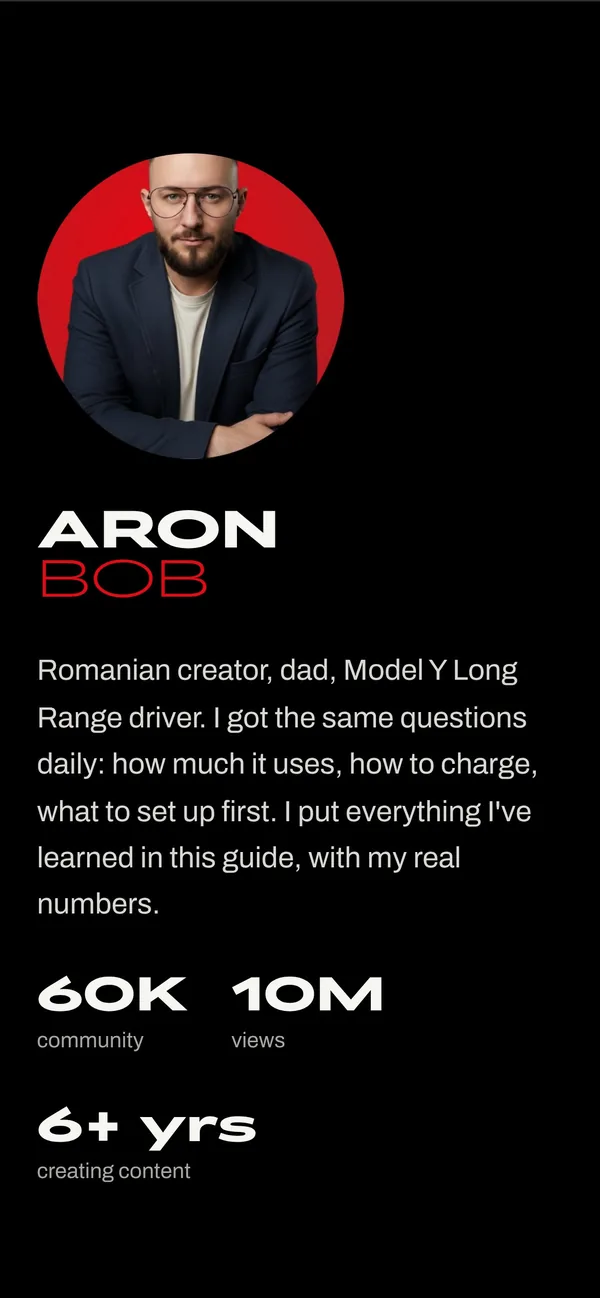 ARON
BOB
Romanian creator, dad, Model Y Long
Range driver. I got the same questions
daily: how much it uses, how to charge,
what to set up first. I put everything I've
learned in this guide, with my real
numbers.
60K 10M
community views
6+ yrs
creating content